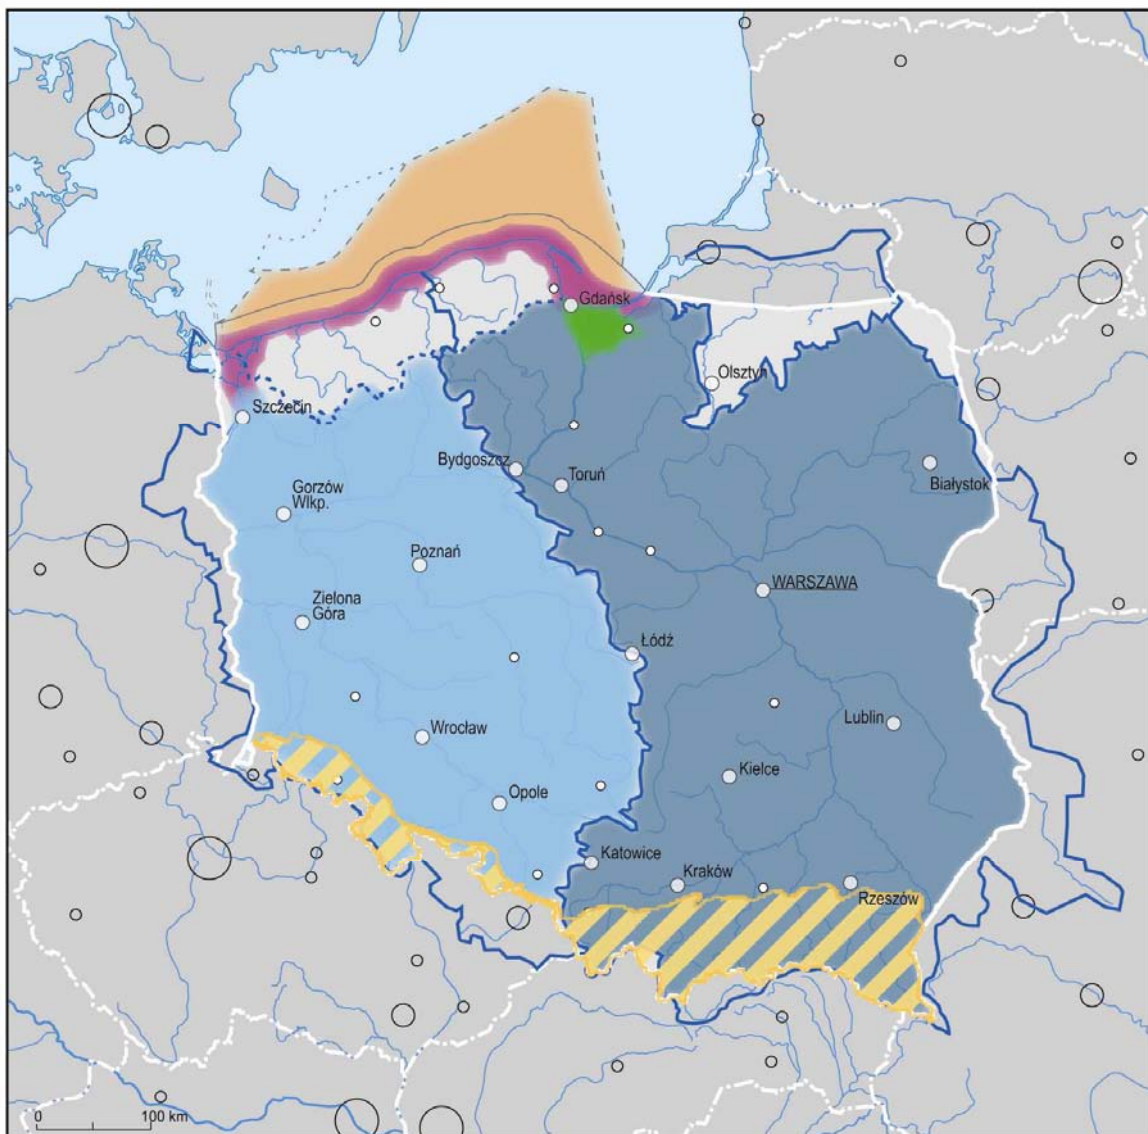 Gdańsk
Olsztyn
Szczecin
Bydgoszcz
Toruń
Białystok
Gorzów
Wlkp.
Poznań
WARSZAWA
Zielona
Góra
Łódź
Lublin
Wrocław
Kielce
Opole
Katowice
Kraków
Rzeszów
0 100 km